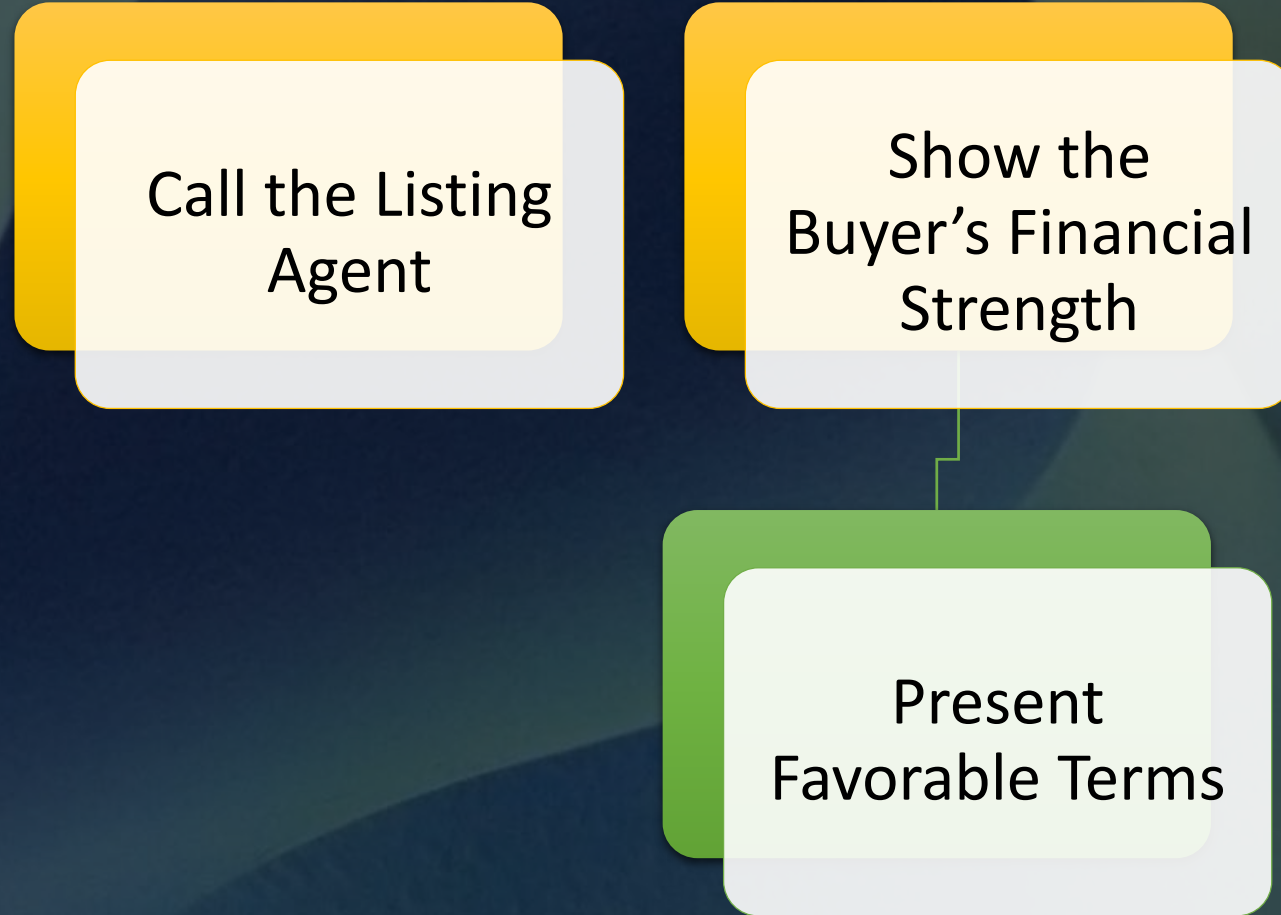 Call the Listing
Agent
Show the
Buyer’s Financial
Strength
Present
Favorable Terms